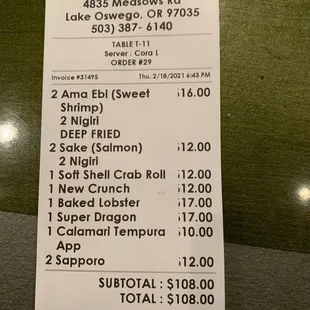 4835 Meadows Rd
Lake Oswego, OR 97035
503) 387- 6140
TABLE T-11
Server : Cora L
ORDER #29
Invoice #31495 Thu, 2/18/2021 6:43 PM
2 Ama Ebi (Sweet $16.00
Shrimp)
2 Nigiri
DEEP FRIED
2 Sake (Salmon) $12.00
2 Nigiri
1 Soft Shell Crab Roll $12.00
1 New Crunch $12.00
1 Baked Lobster $17.00
1 Super Dragon $17.00
1 Calamari Tempura $10.00
App
2 Sapporo $12.00
SUBTOTAL : $108.00
TOTAL : $108.00